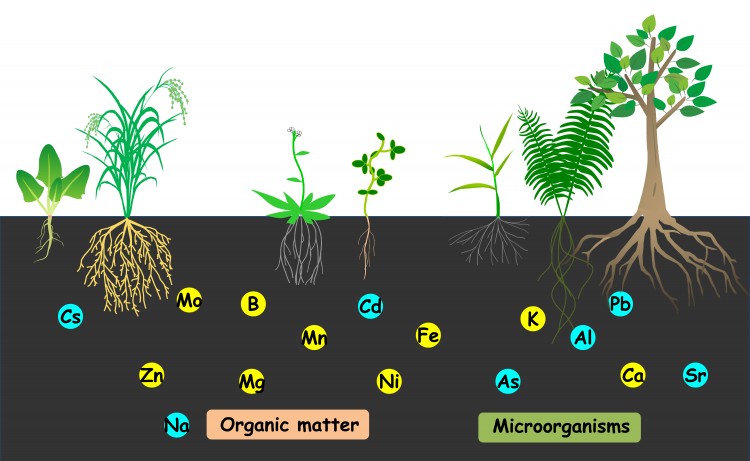 Mo
B
Cd
Pb
Cs
K
Mn
Fe
Al
Zn
Mg
Ni
As
Ca
Sr
Na
Organic matter
Microorganisms